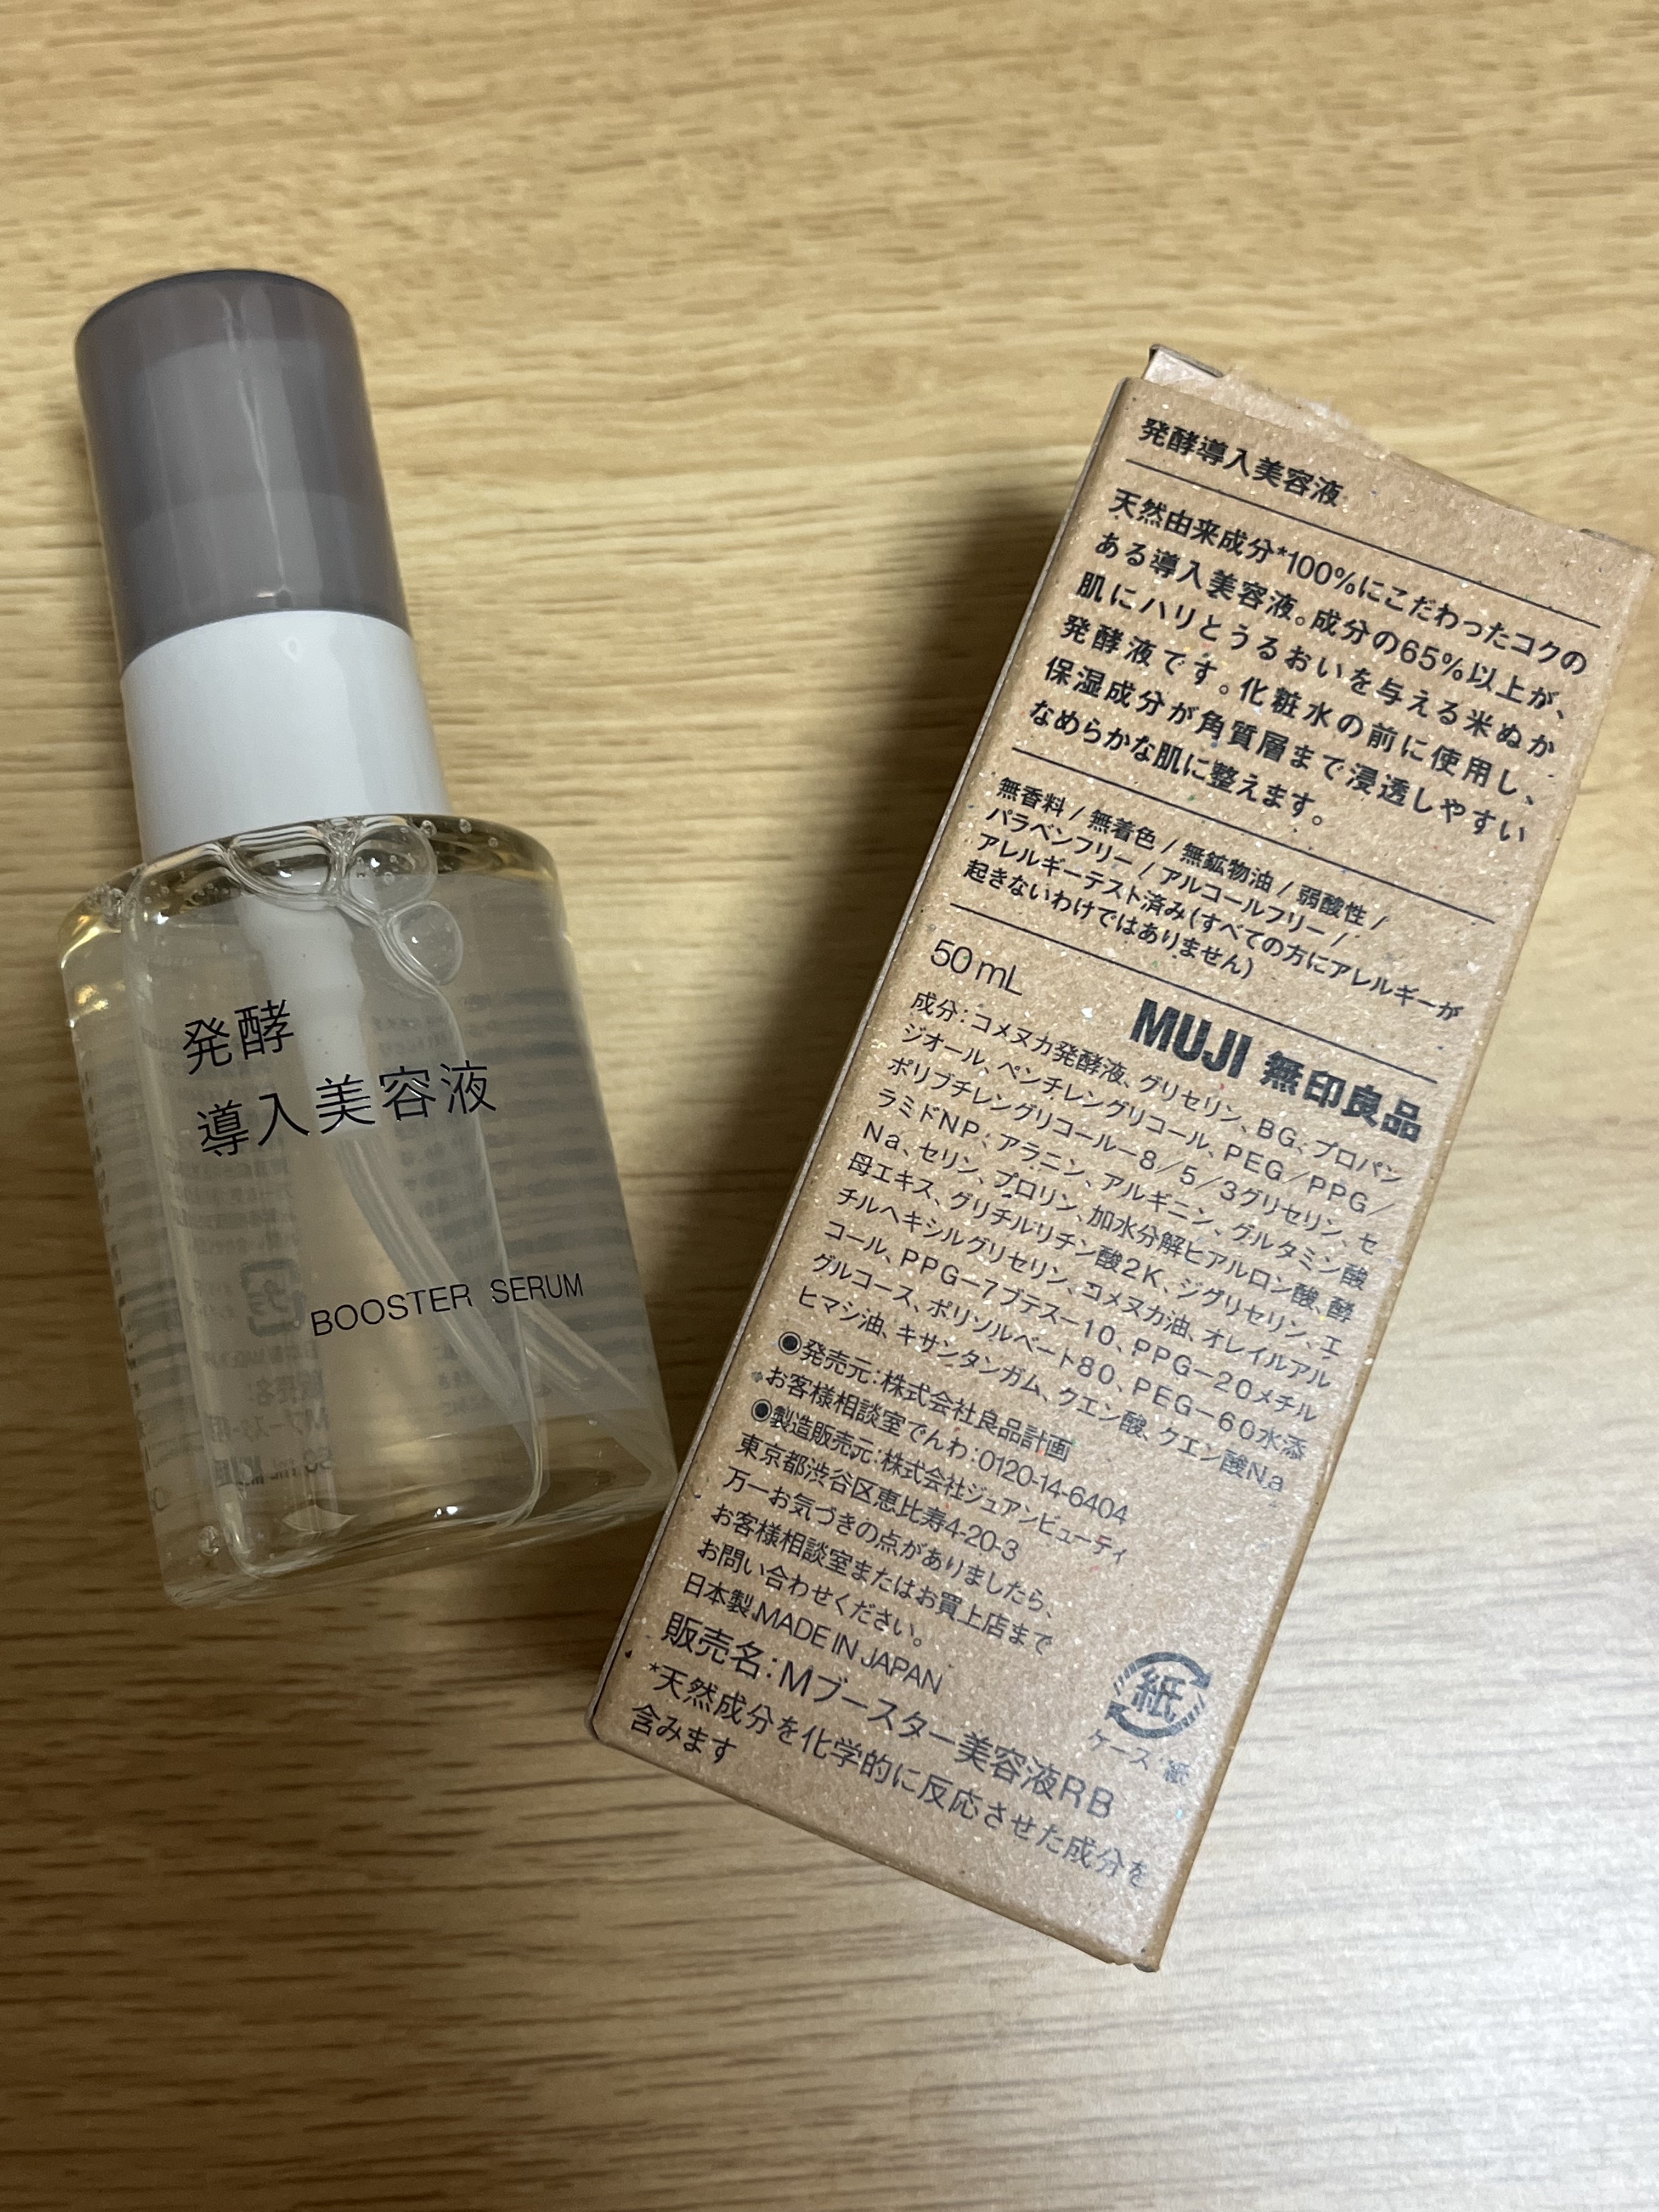 発酵
導入美容液
BOOSTER SERUM
発酵導入美容液
天然由来成分*100%にこだわったコクの
ある導入美容液。成分の65%以上が、
肌にハリとうるおいを与える米ぬか
発酵液です。化粧水の前に使用し、
保湿成分が角質層まで浸透しやすい
なめらかな肌に整えます。
無香料 / 無着色 / 無鉱物油 / 弱酸性 /
パラベンフリー / アルコールフリー /
アレルギーテスト済み(すべての方にアレルギーが
起きないわけではありません)
50 mL
MUJI 無印良品
成分：コメヌカ発酵液、グリセリン、BG、プロパン
ジオール、ペンチレングリコール、PEG／PPG／
ポリブチレングリコール－8／5／3グリセリン、セ
ラミドNP、アラニン、アルギニン、グルタミン酸
Na、セリン、プロリン、加水分解ヒアルロン酸、酵
母エキス、グリチルリチン酸2K、ジグリセリン、エ
チルヘキシルグリセリン、コメヌカ油、オレイルアル
コール、PPG－7ブテス－10、PPG－20メチル
グルコース、ポリソルベート80、PEG－60水添
ヒマシ油、キサンタンガム、クエン酸、クエン酸Na
●発売元：株式会社良品計画
お客様相談室でんわ：0120-14-6404
●製造販売元：株式会社ジュアンビューティ
東京都渋谷区恵比寿4-20-3
万一お気づきの点がありましたら、
お客様相談室またはお買上店まで
お問い合わせください。
日本製 MADE IN JAPAN
販売名：Mブースター美容液RB
*天然成分を化学的に反応させた成分を
含みます
紙
ケース：紙